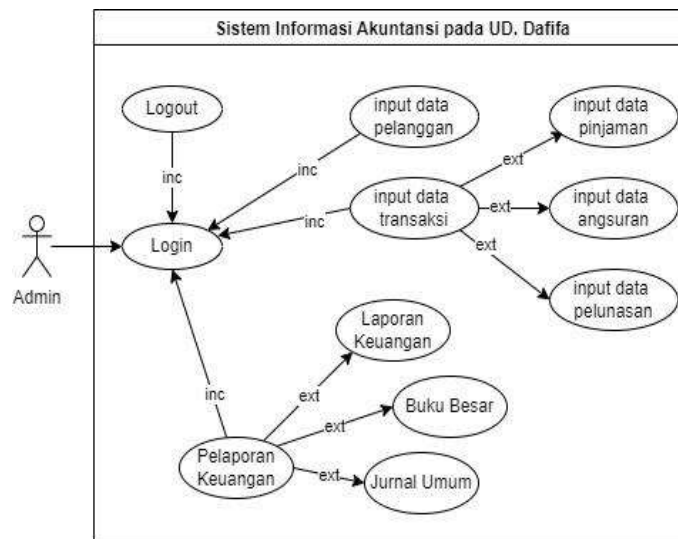 Sistem Informasi Akuntansi pada UD. Dafifa
Logout
input data
pelanggan
input data
pinjaman
inc
inc
ext
input data
transaksi
inc
ext
input data
angsuran
Login
ext
Admin
input data
pelunasan
Laporan
Keuangan
inc
ext
Buku Besar
ext
Pelaporan
Keuangan
ext
Jurnal Umum